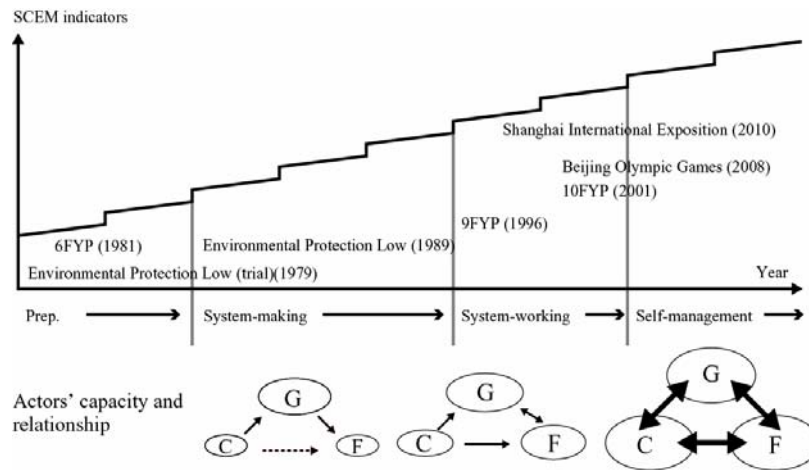 SCEM indicators
Shanghai International Exposition (2010)
Beijing Olympic Games (2008)
10FYP (2001)
9FYP (1996)
6FYP (1981)
Environmental Protection Low (1989)
Environmental Protection Low (trial)(1979)
Year
Prep.
System-making
System-working
Self-management
Actors' capacity and
relationship
G
C
F
G
C
F
G
C
F